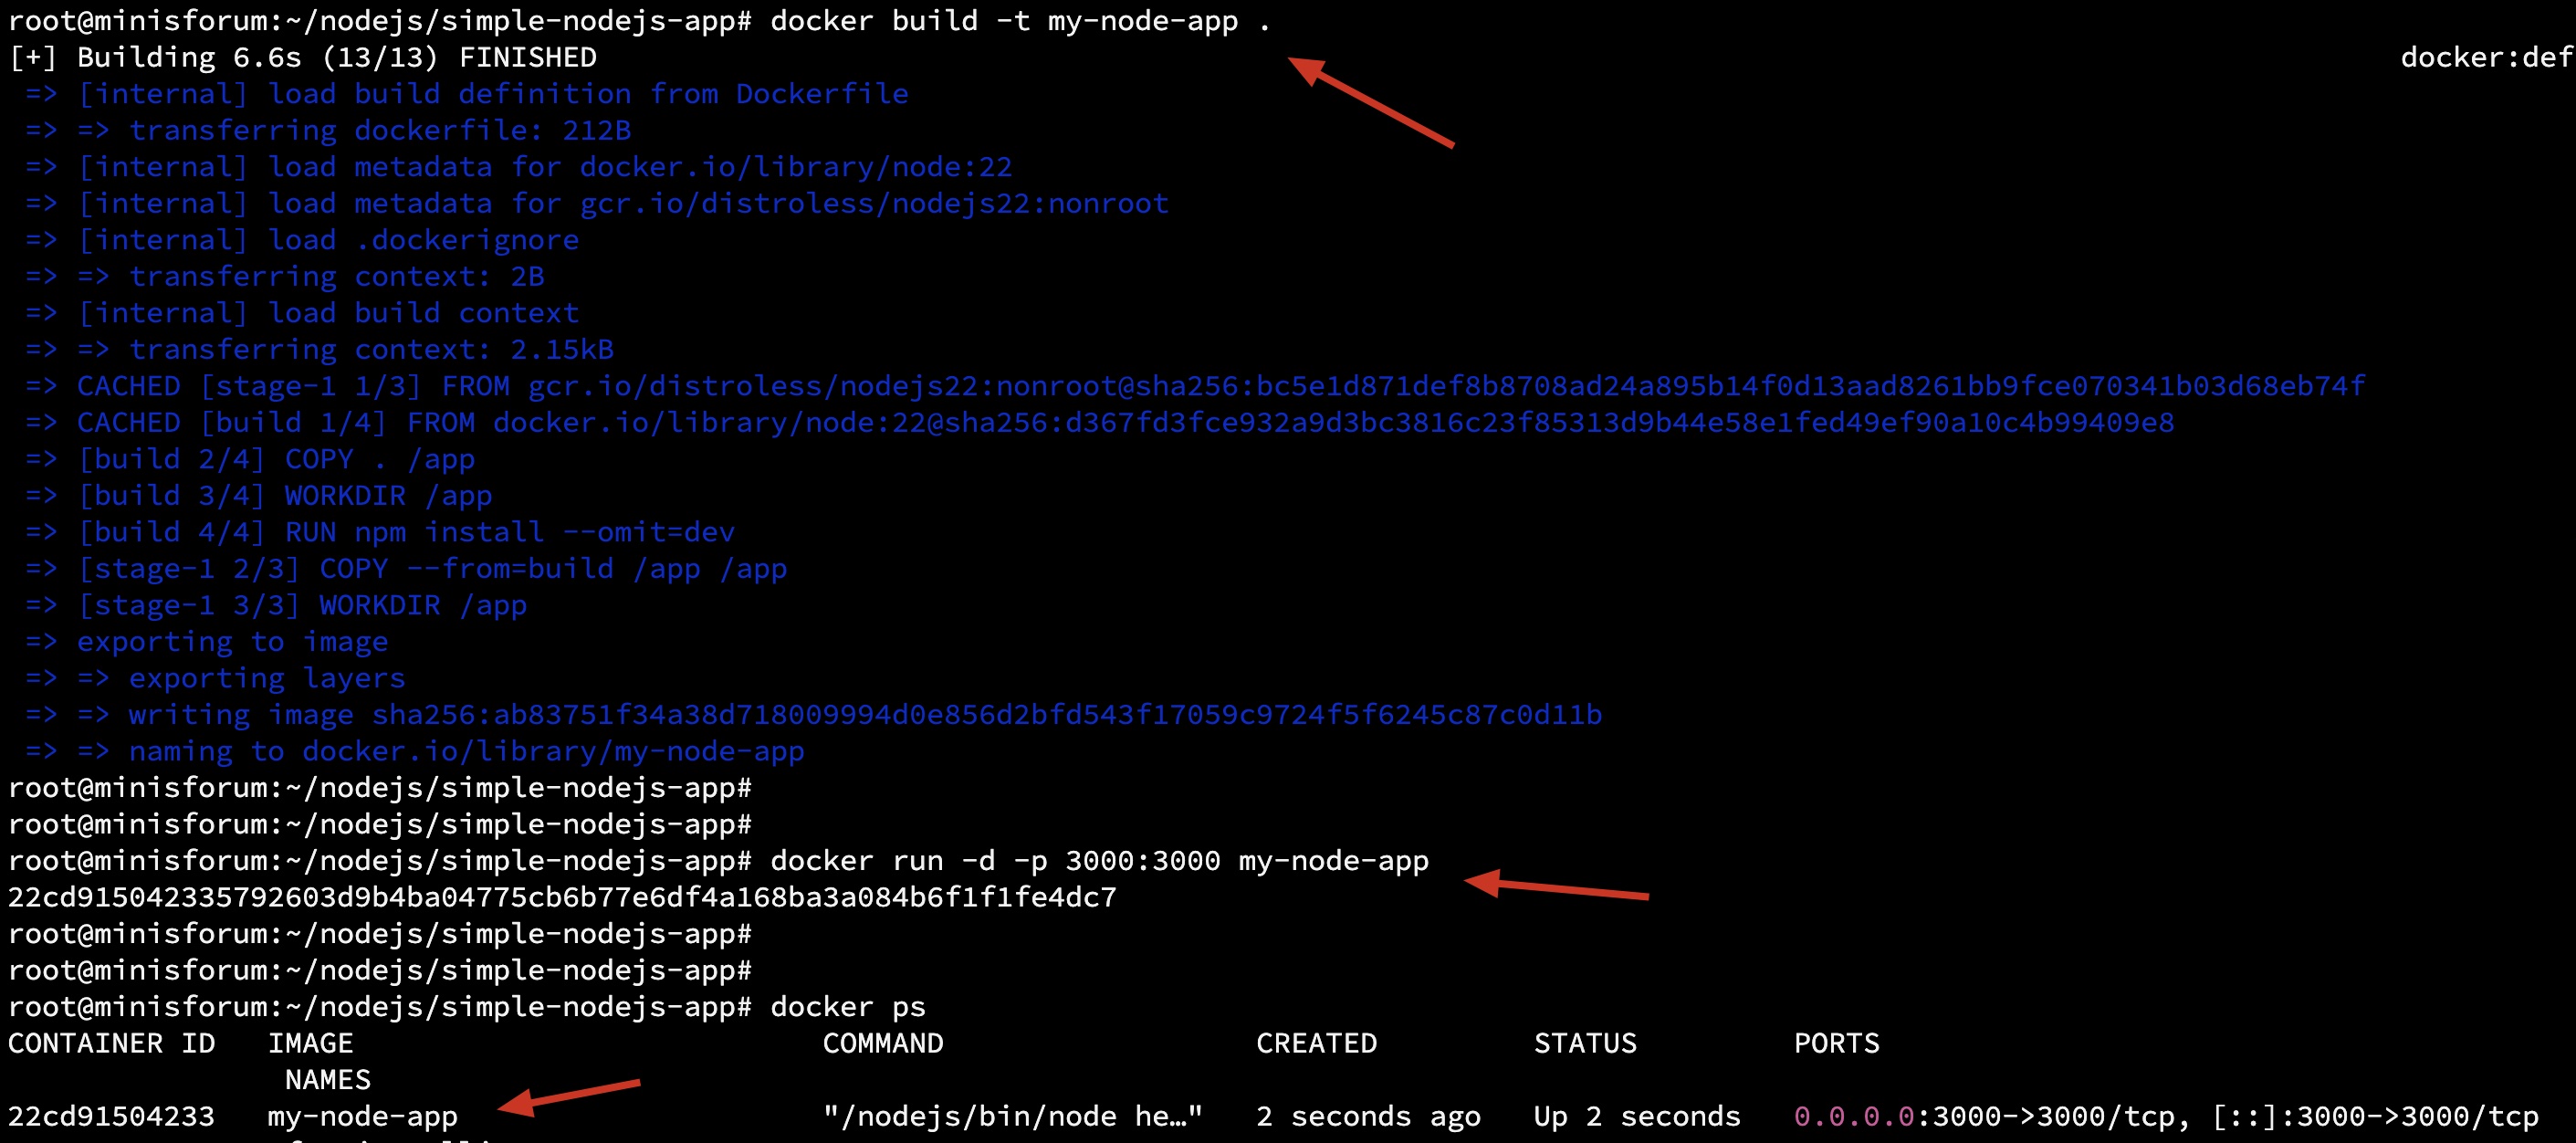 root@minisforum:~/nodejs/simple-nodejs-app# docker build -t my-node-app .
[+] Building 6.6s (13/13) FINISHED docker:def
=> [internal] load build definition from Dockerfile
=> => transferring dockerfile: 212B
=> [internal] load metadata for docker.io/library/node:22
=> [internal] load metadata for gcr.io/distroless/nodejs22:nonroot
=> [internal] load .dockerignore
=> => transferring context: 2B
=> [internal] load build context
=> => transferring context: 2.15kB
=> CACHED [stage-1 1/3] FROM gcr.io/distroless/nodejs22:nonroot@sha256:bc5e1d871def8b8708ad24a895b14f0d13aad8261bb9fce070341b03d68eb74f
=> CACHED [build 1/4] FROM docker.io/library/node:22@sha256:d367fd3fce932a9d3bc3816c23f85313d9b44e58e1fed49ef90a10c4b99409e8
=> [build 2/4] COPY . /app
=> [build 3/4] WORKDIR /app
=> [build 4/4] RUN npm install --omit=dev
=> [stage-1 2/3] COPY --from=build /app /app
=> [stage-1 3/3] WORKDIR /app
=> exporting to image
=> => exporting layers
=> => writing image sha256:ab83751f34a38d718009994d0e856d2bfd543f17059c9724f5f6245c87c0d11b
=> => naming to docker.io/library/my-node-app
root@minisforum:~/nodejs/simple-nodejs-app#
root@minisforum:~/nodejs/simple-nodejs-app#
root@minisforum:~/nodejs/simple-nodejs-app# docker run -d -p 3000:3000 my-node-app
22cd915042335792603d9b4ba04775cb6b77e6df4a168ba3a084b6f1f1fe4dc7
root@minisforum:~/nodejs/simple-nodejs-app#
root@minisforum:~/nodejs/simple-nodejs-app#
root@minisforum:~/nodejs/simple-nodejs-app# docker ps
CONTAINER ID IMAGE COMMAND CREATED STATUS PORTS
NAMES
22cd91504233 my-node-app "/nodejs/bin/node he…" 2 seconds ago Up 2 seconds 0.0.0.0:3000->3000/tcp, [::]:3000->3000/tcp